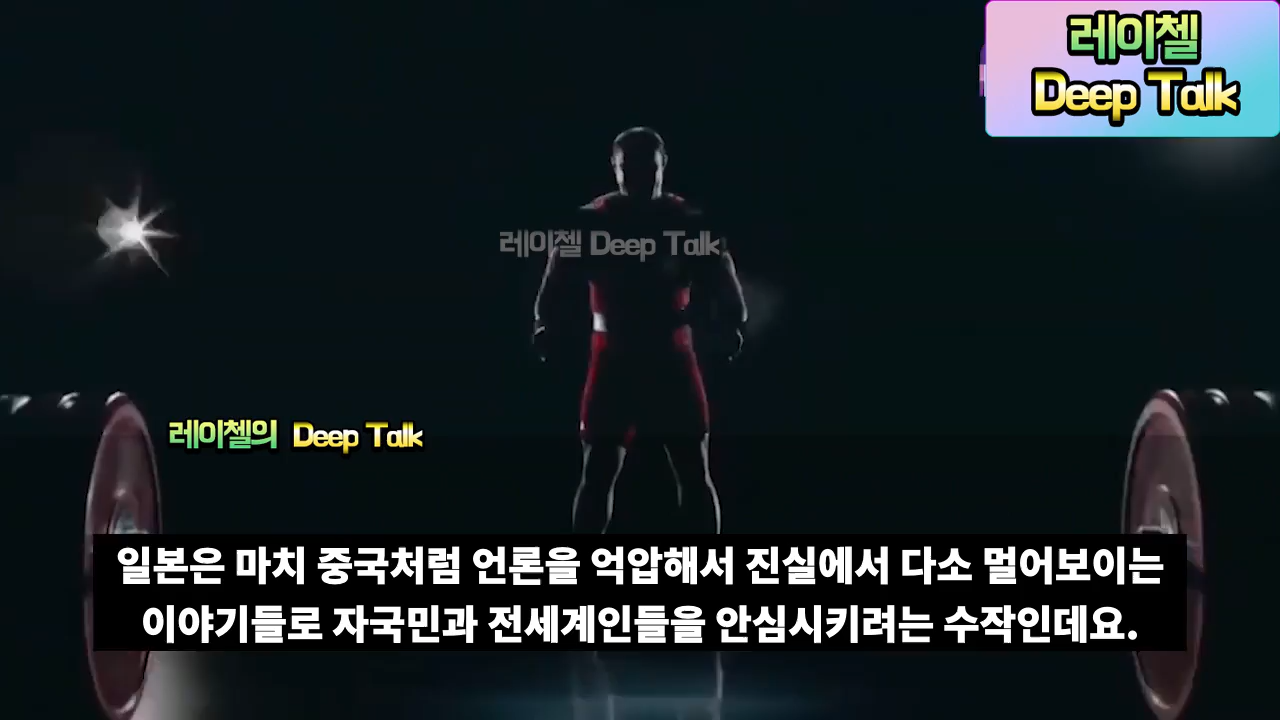 레이첼
Deep Talk
레이첼 Deep Talk
레이첼의 Deep Talk
일본은 마치 중국처럼 언론을 억압해서 진실에서 다소 멀어보이는
이야기들로 자국민과 전세계인들을 안심시키려는 수작인데요.